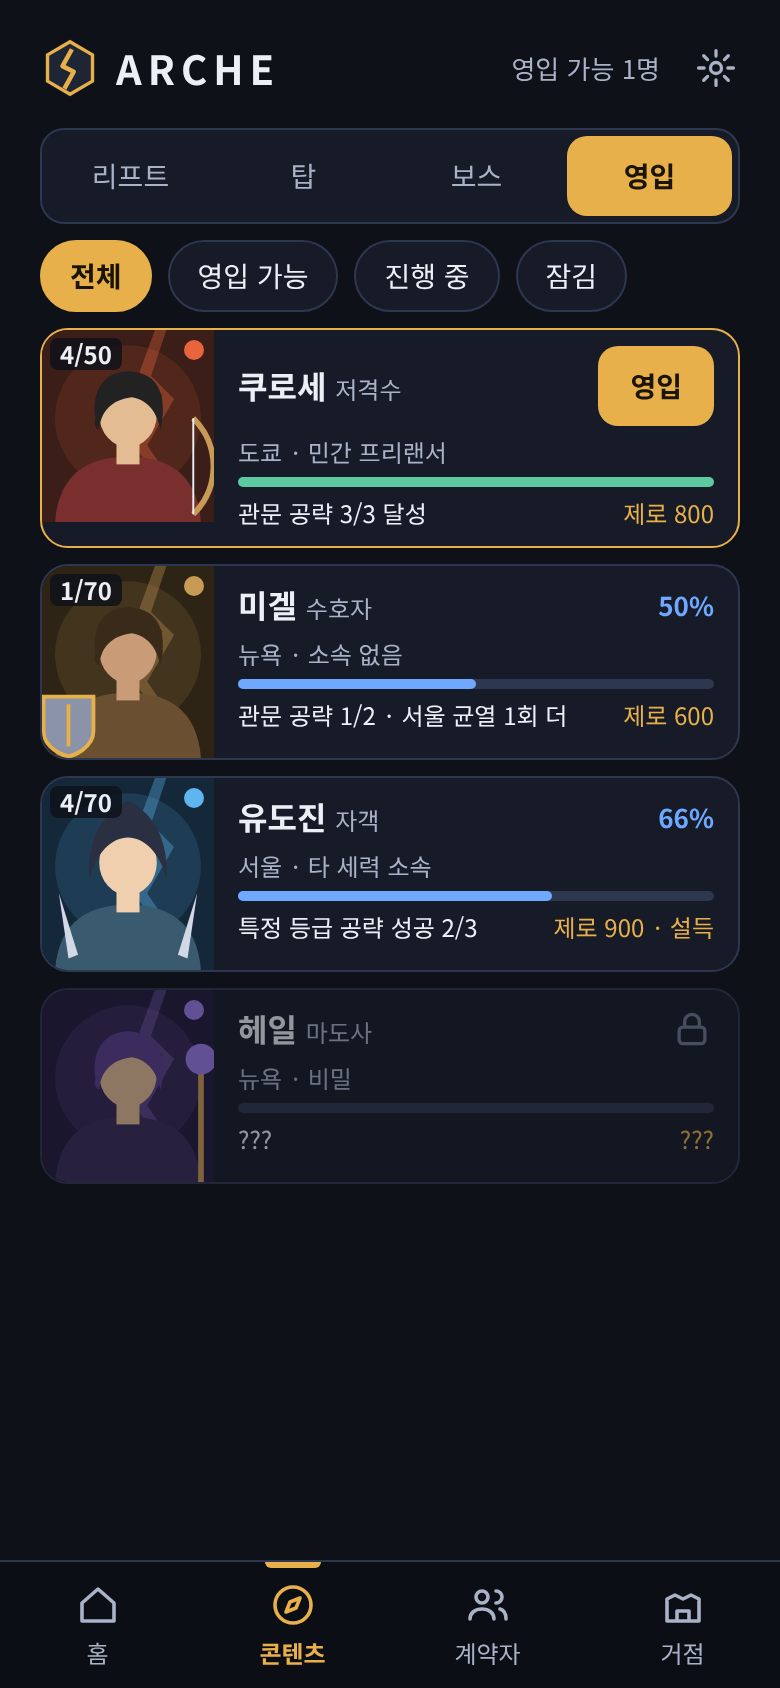 ARCHE
영입 가능 1명
리프트 탑 보스 영입
전체 영입 가능 진행 중 잠김
4/50
쿠로세 저격수
영입
도쿄 · 민간 프리랜서
관문 공략 3/3 달성 제로 800
1/70
미겔 수호자 50%
뉴욕 · 소속 없음
관문 공략 1/2 · 서울 균열 1회 더 제로 600
4/70
유도진 자객 66%
서울 · 타 세력 소속
특정 등급 공략 성공 2/3 제로 900 · 설득
헤일 마도사
뉴욕 · 비밀
??? ???
홈 콘텐츠 계약자 거점